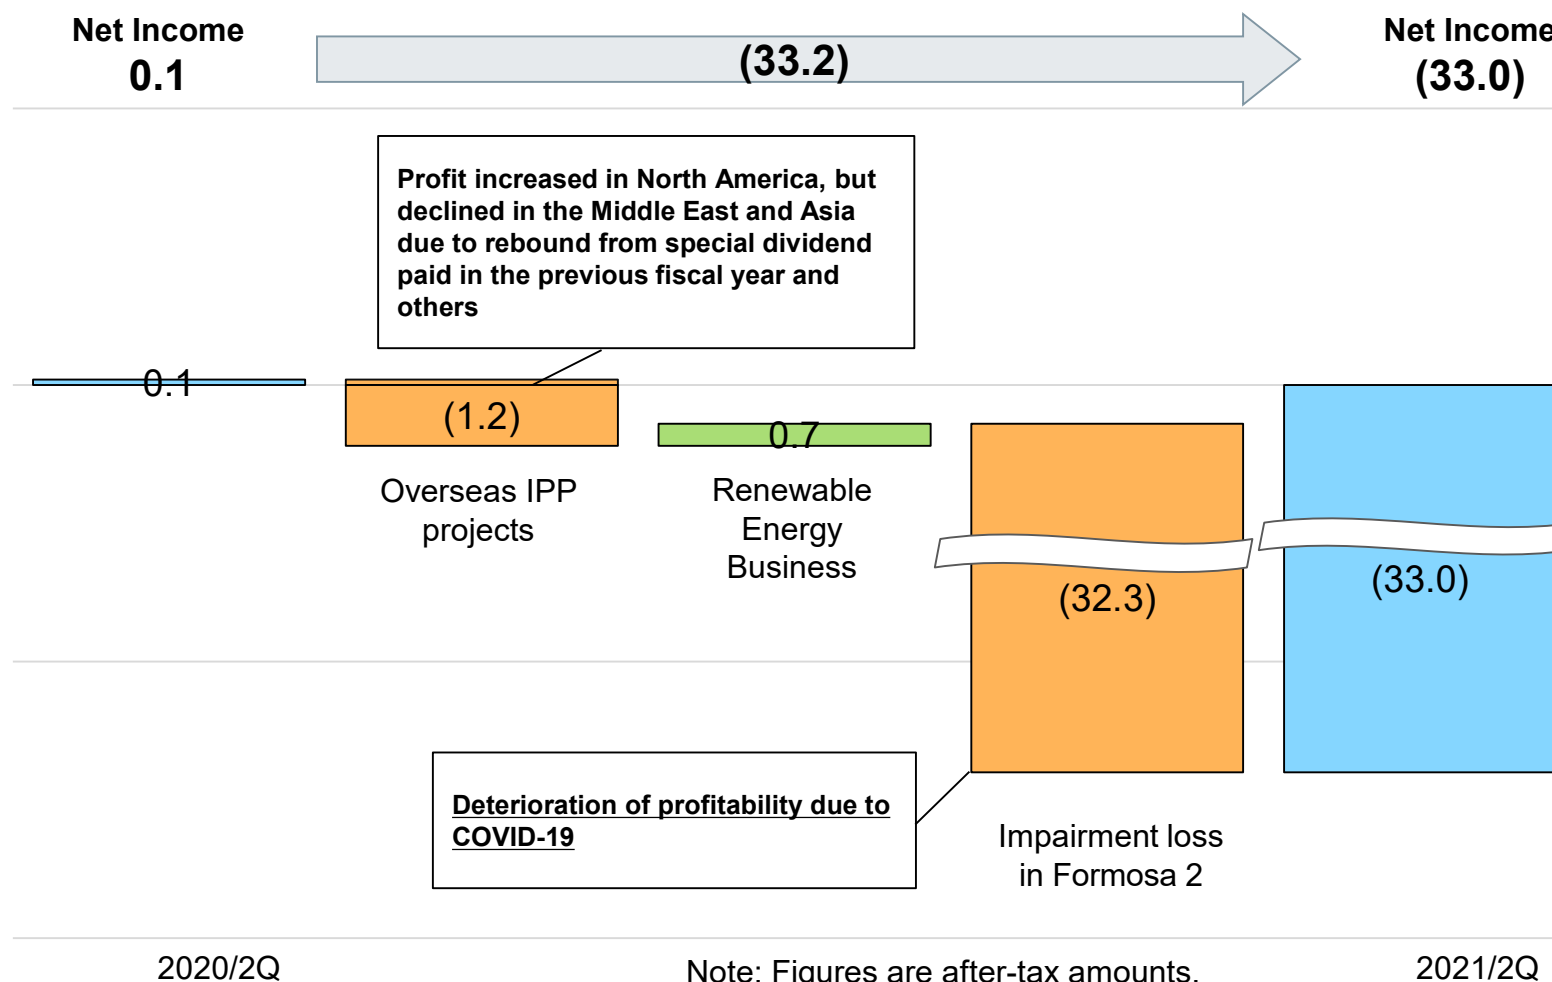 Net Income
0.1
(33.2)
Net Income
(33.0)
Profit increased in North America, but
declined in the Middle East and Asia
due to rebound from special dividend
paid in the previous fiscal year and
others
0.1
(1.2)
Overseas IPP
projects
0.7
Renewable
Energy
Business
(32.3)
(33.0)
Deterioration of profitability due to
COVID-19
Impairment loss
in Formosa 2
2020/2Q
Note: Figures are after-tax amounts.
2021/2Q